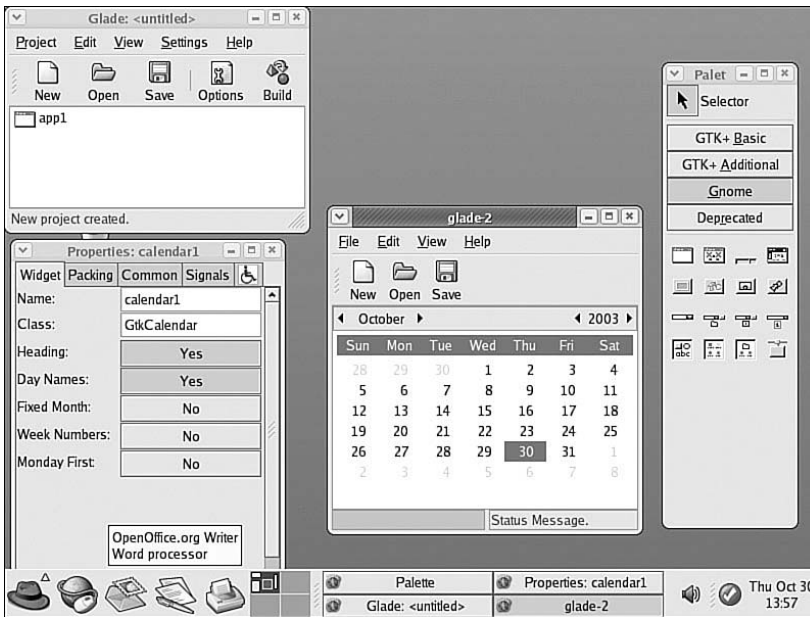 Glade: <untitled>
Project Edit View Settings Help
New Open Save Options Build
app1
New project created.
Properties: calendar1
Widget Packing Common Signals
Name: calendar1
Class: GtkCalendar
Heading: Yes
Day Names: Yes
Fixed Month: No
Week Numbers: No
Monday First: No
OpenOffice.org Writer
Word processor
glade-2
File Edit View Help
New Open Save
October 2003
Sun Mon Tue Wed Thu Fri Sat
28 29 30 1 2 3 4
5 6 7 8 9 10 11
12 13 14 15 16 17 18
19 20 21 22 23 24 25
26 27 28 29 30 31 1
2 3 4 5 6 7 8
Status Message.
Palet
Selector
GTK+ Basic
GTK+ Additional
Gnome
Deprecated
Palette Properties: calendar1
Glade: <untitled> glade-2
Thu Oct 30
13:57